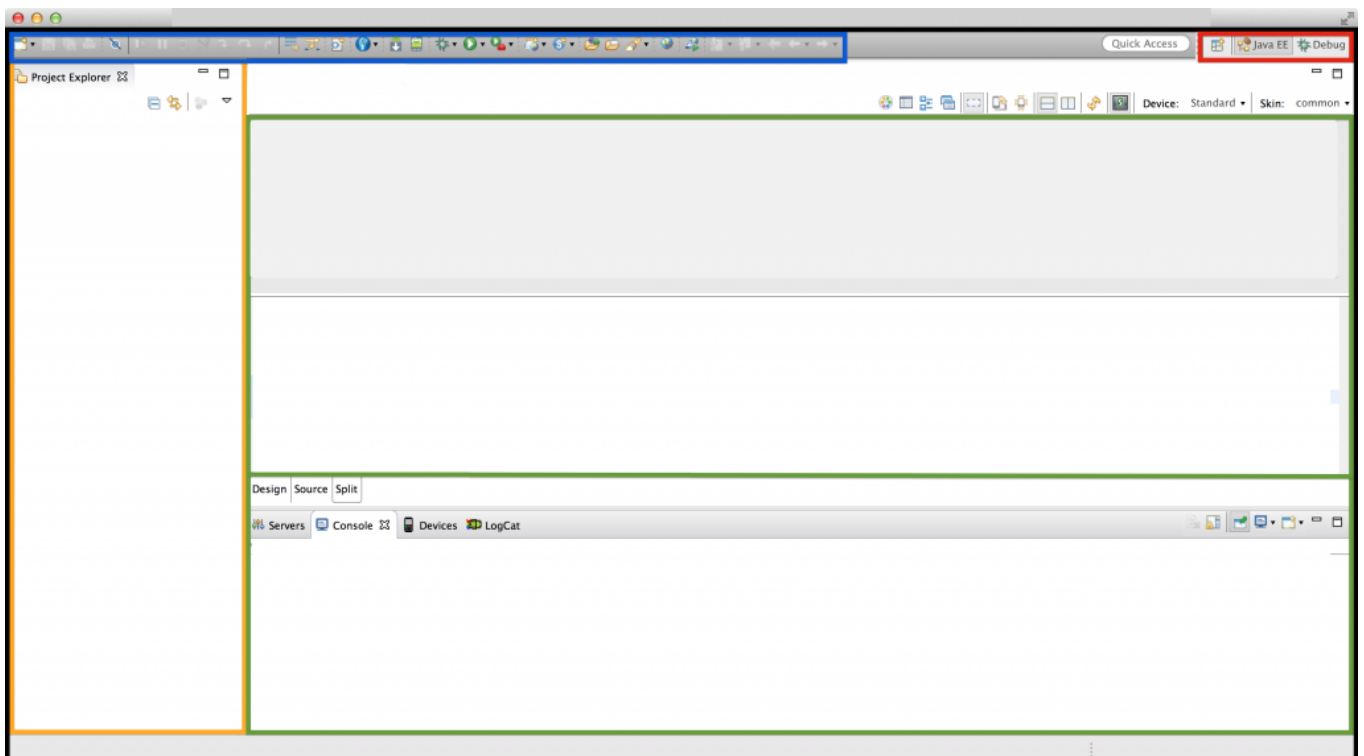 Quick Access Java EE Debug
Project Explorer
Device: Standard Skin: common
Design Source Split
Servers Console Devices LogCat